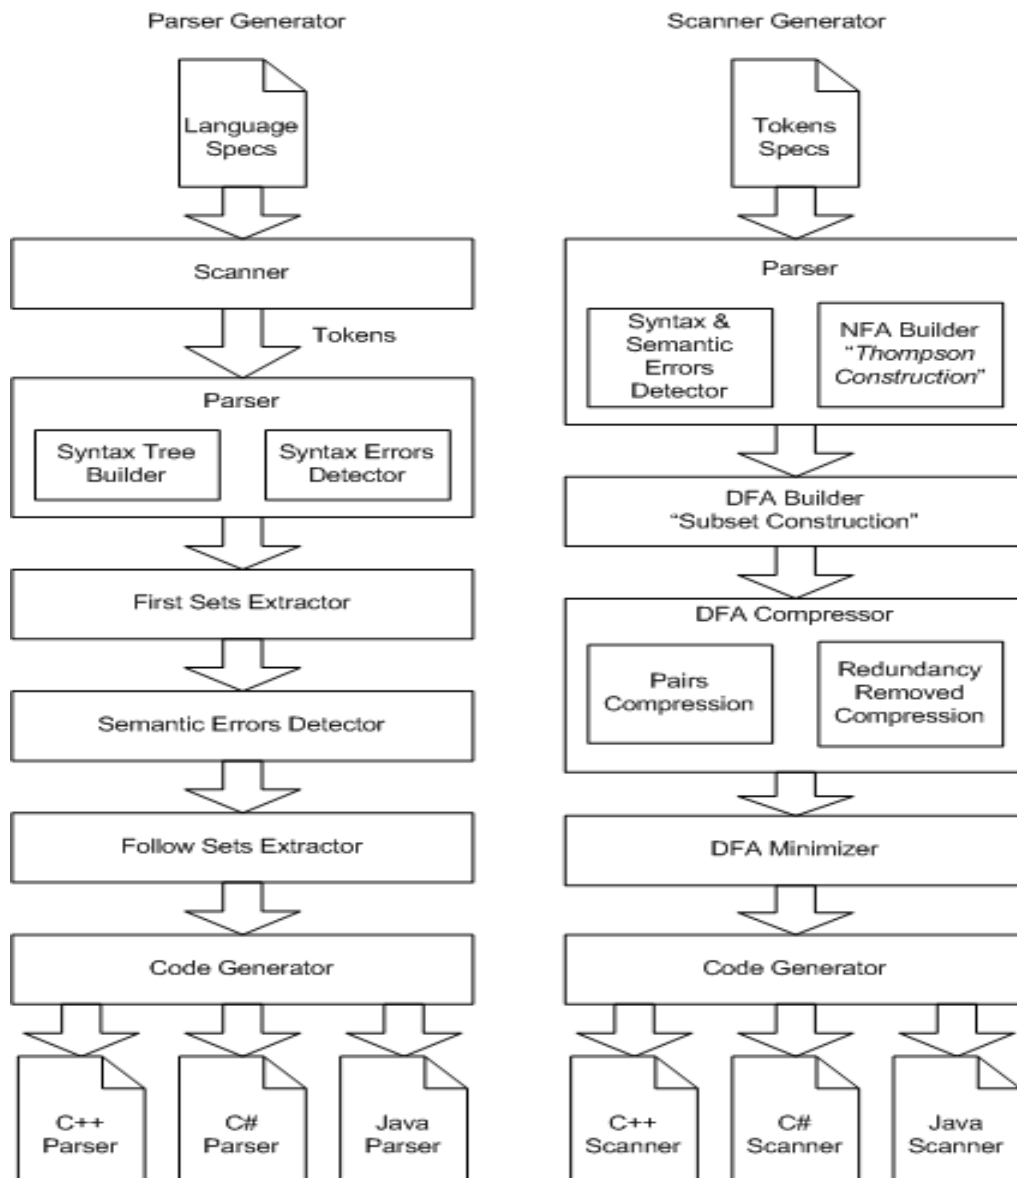 Parser Generator
Language
Specs
Scanner
Tokens
Parser
Syntax Tree
Builder
Syntax Errors
Detector
First Sets Extractor
Semantic Errors Detector
Follow Sets Extractor
Code Generator
C++
Parser
C#
Parser
Java
Parser
Scanner Generator
Tokens
Specs
Parser
Syntax &
Semantic
Errors
Detector
NFA Builder
“Thompson
Construction”
DFA Builder
“Subset Construction”
DFA Compressor
Pairs
Compression
Redundancy
Removed
Compression
DFA Minimizer
Code Generator
C++
Scanner
C#
Scanner
Java
Scanner